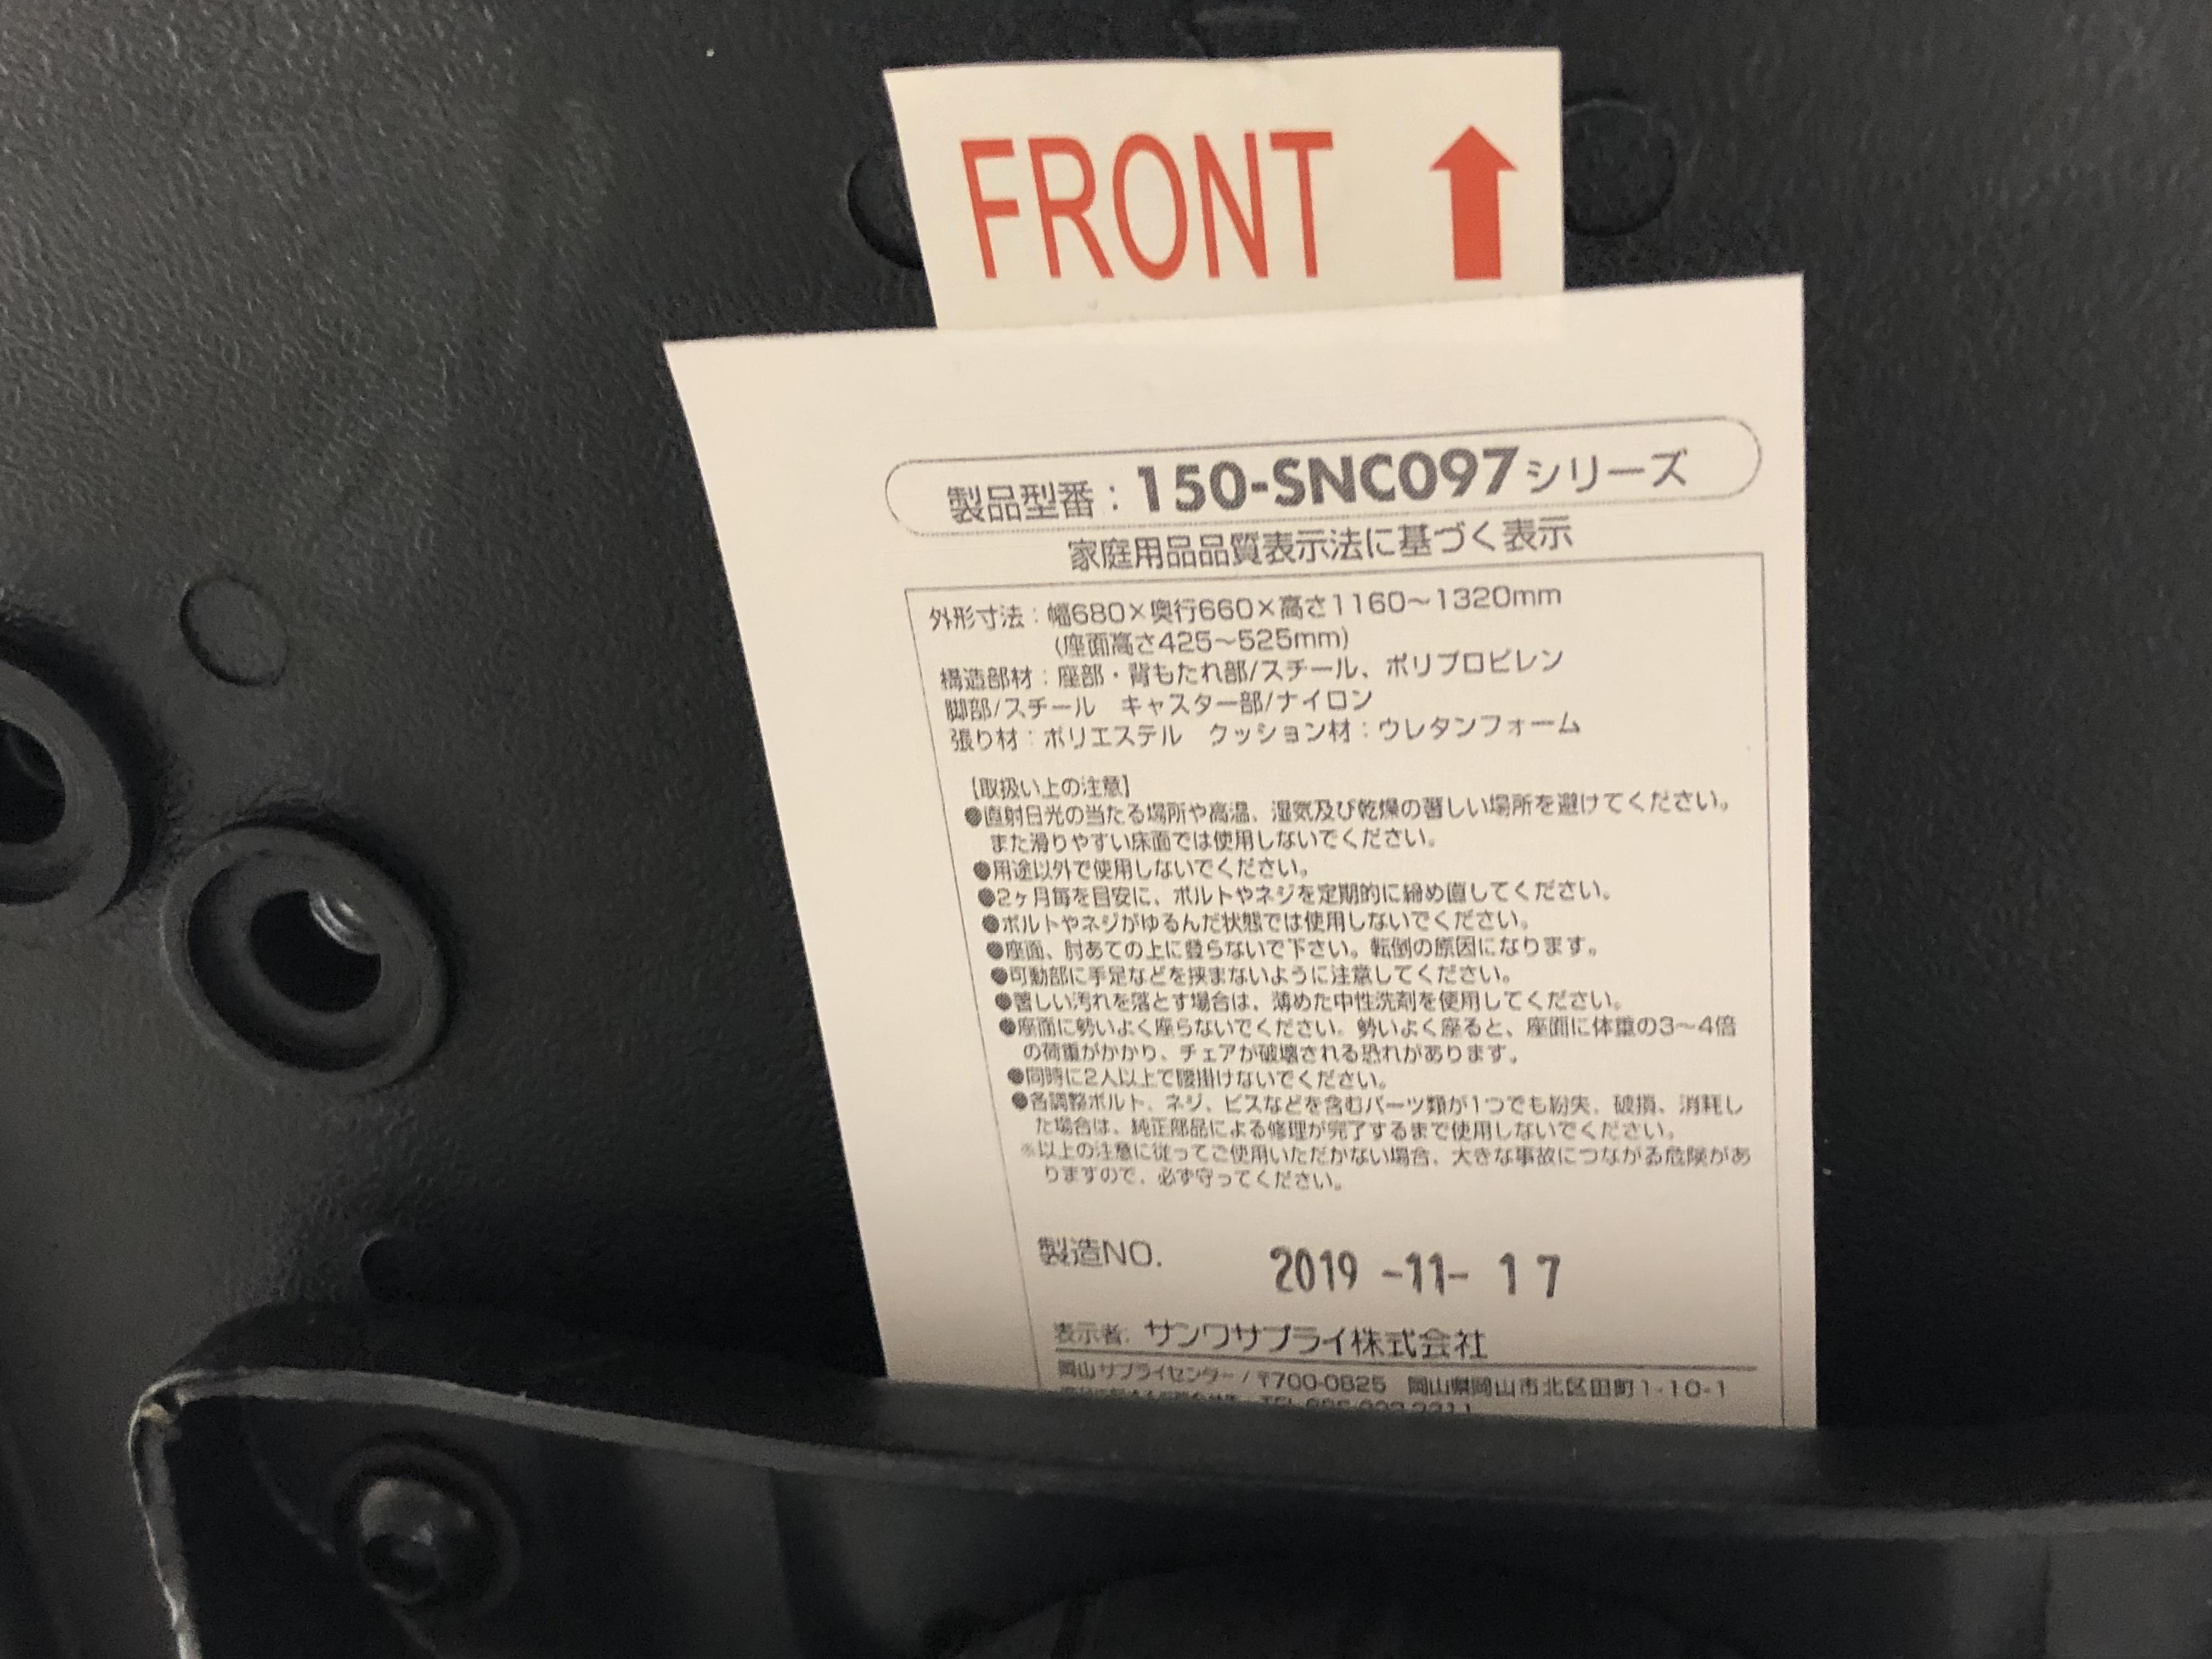 FRONT ↑
製品型番：150-SNC097シリーズ
家庭用品品質表示法に基づく表示
外形寸法：幅680×奥行660×高さ1160～1320mm
(座面高さ425～525mm)
構造部材：座部・背もたれ部/スチール、ポリプロピレン
脚部/スチール　キャスター部/ナイロン
張り材：ポリエステル　クッション材：ウレタンフォーム
【取扱い上の注意】
●直射日光の当たる場所や高温、湿気及び乾燥の著しい場所を避けてください。
また滑りやすい床面では使用しないでください。
●用途以外で使用しないでください。
●2ヶ月毎を目安に、ボルトやネジを定期的に締め直してください。
●ボルトやネジがゆるんだ状態では使用しないでください。
●座面、肘あての上に登らないで下さい。転倒の原因になります。
●可動部に手足などを挟まないように注意してください。
●著しい汚れを落とす場合は、薄めた中性洗剤を使用してください。
●座面に勢いよく座らないでください。勢いよく座ると、座面に体重の3～4倍
の荷重がかかり、チェアが破壊される恐れがあります。
●同時に2人以上で腰掛けないでください。
●各調整ボルト、ネジ、ビスなどを含むパーツ類が1つでも紛失、破損、消耗し
た場合は、純正部品による修理が完了するまで使用しないでください。
※以上の注意に従ってご使用いただかない場合、大きな事故につながる危険があ
りますので、必ず守ってください。
製造NO.　2019 -11- 17
表示者：サンワサプライ株式会社
岡山サプライセンター/〒700-0825　岡山県岡山市北区田町1-10-1